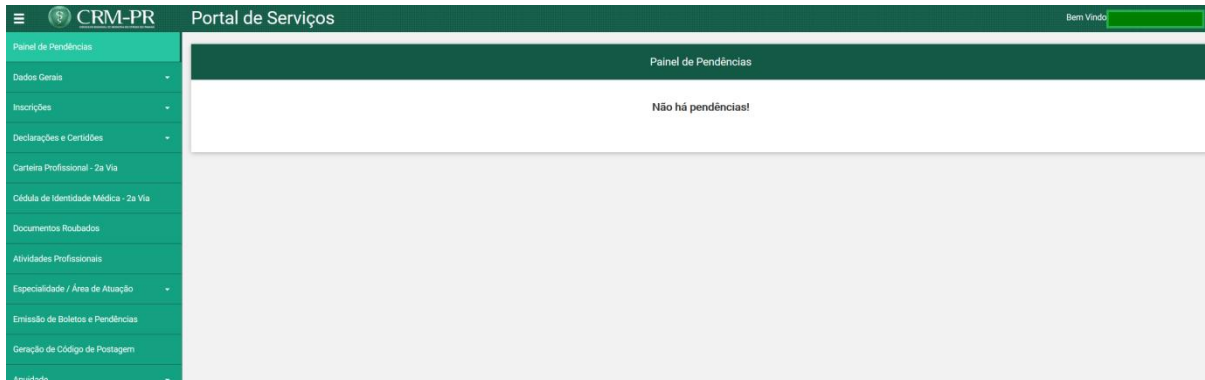 CRM-PR
Portal de Serviços
Bem Vindo
Painel de Pendências
Dados Gerais
Inscrições
Declarações e Certidões
Carteira Profissional - 2a Via
Cédula de Identidade Médica - 2a Via
Documentos Roubados
Atividades Profissionais
Especialidade / Área de Atuação
Emissão de Boletos e Pendências
Geração de Código de Postagem
Anuidade
Painel de Pendências
Não há pendências!